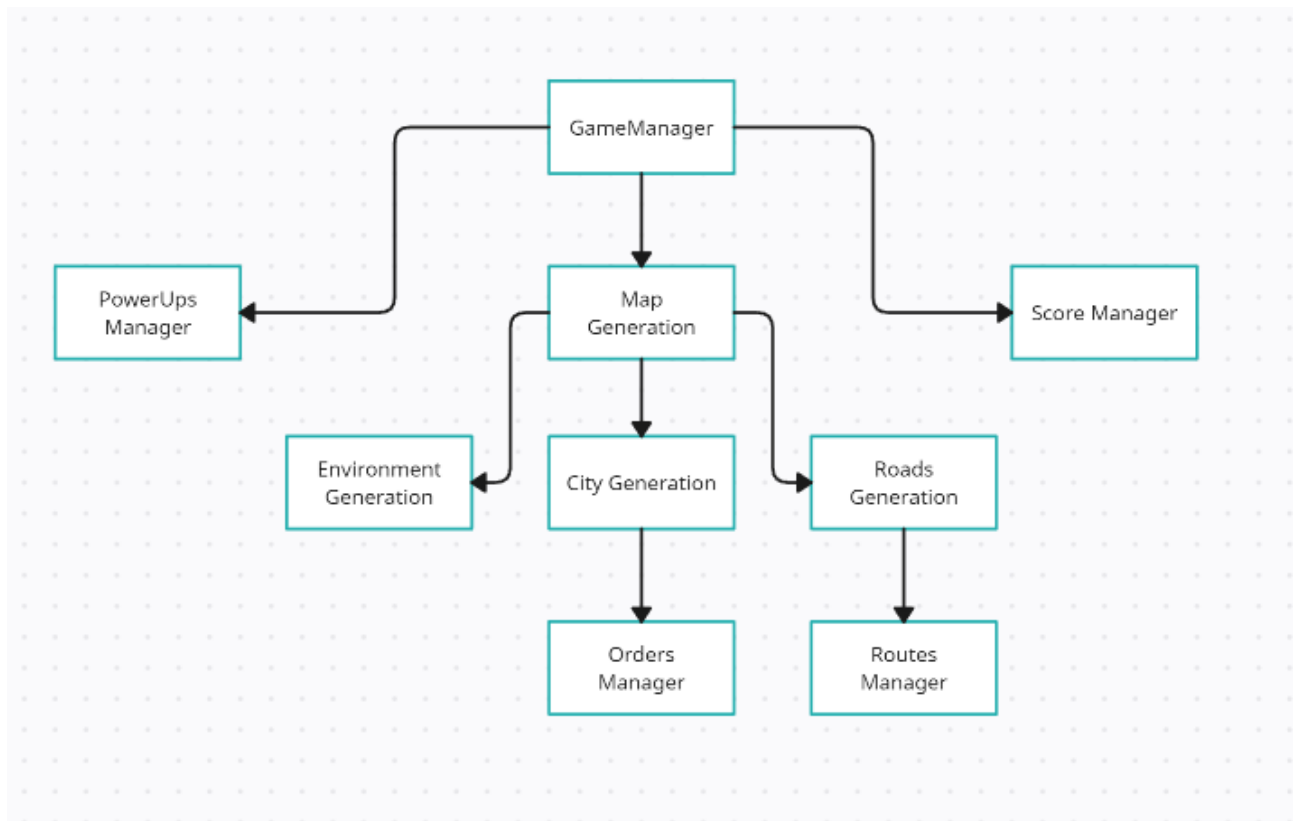 GameManager
PowerUps
Manager
Map
Generation
Score Manager
Environment
Generation
City Generation
Roads
Generation
Orders
Manager
Routes
Manager